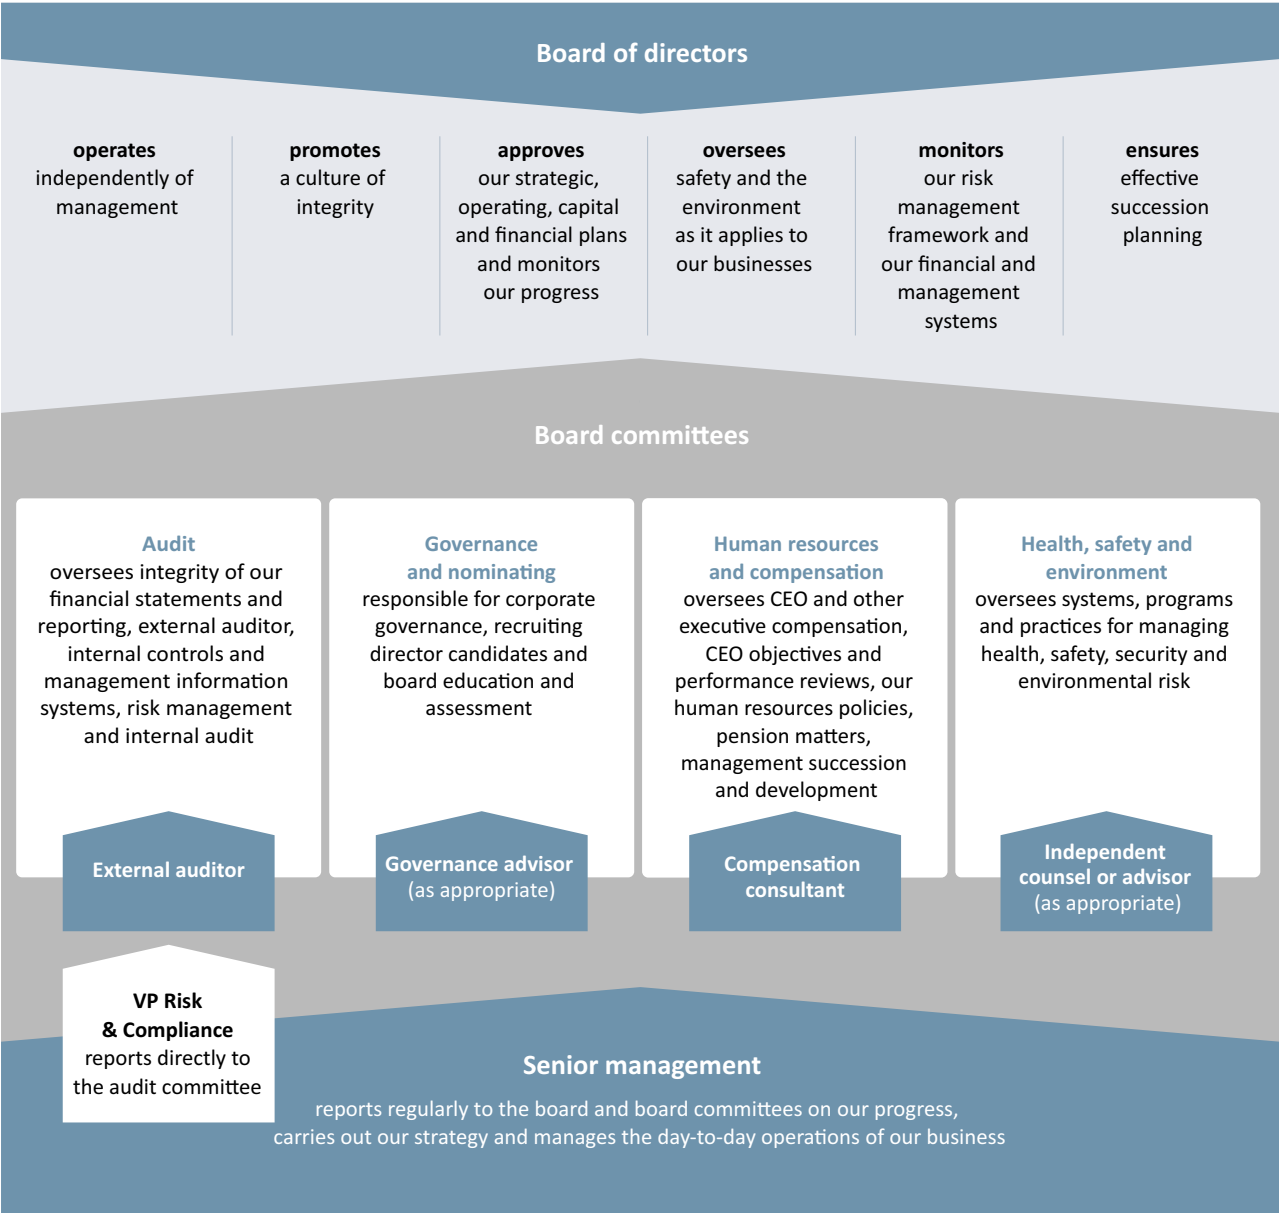 Board of directors
operates
independently of
management
promotes
a culture of
integrity
approves
our strategic,
operating, capital
and financial plans
and monitors
our progress
oversees
safety and the
environment
as it applies to
our businesses
monitors
our risk
management
framework and
our financial and
management
systems
ensures
effective
succession
planning
Board committees
Audit
oversees integrity of our
financial statements and
reporting, external auditor,
internal controls and
management information
systems, risk management
and internal audit
External auditor
Governance
and nominating
responsible for corporate
governance, recruiting
director candidates and
board education and
assessment
Governance advisor
(as appropriate)
Human resources
and compensation
oversees CEO and other
executive compensation,
CEO objectives and
performance reviews, our
human resources policies,
pension matters,
management succession
and development
Compensation
consultant
Health, safety and
environment
oversees systems, programs
and practices for managing
health, safety, security and
environmental risk
Independent
counsel or advisor
(as appropriate)
VP Risk
& Compliance
reports directly to
the audit committee
Senior management
reports regularly to the board and board committees on our progress,
carries out our strategy and manages the day-to-day operations of our business